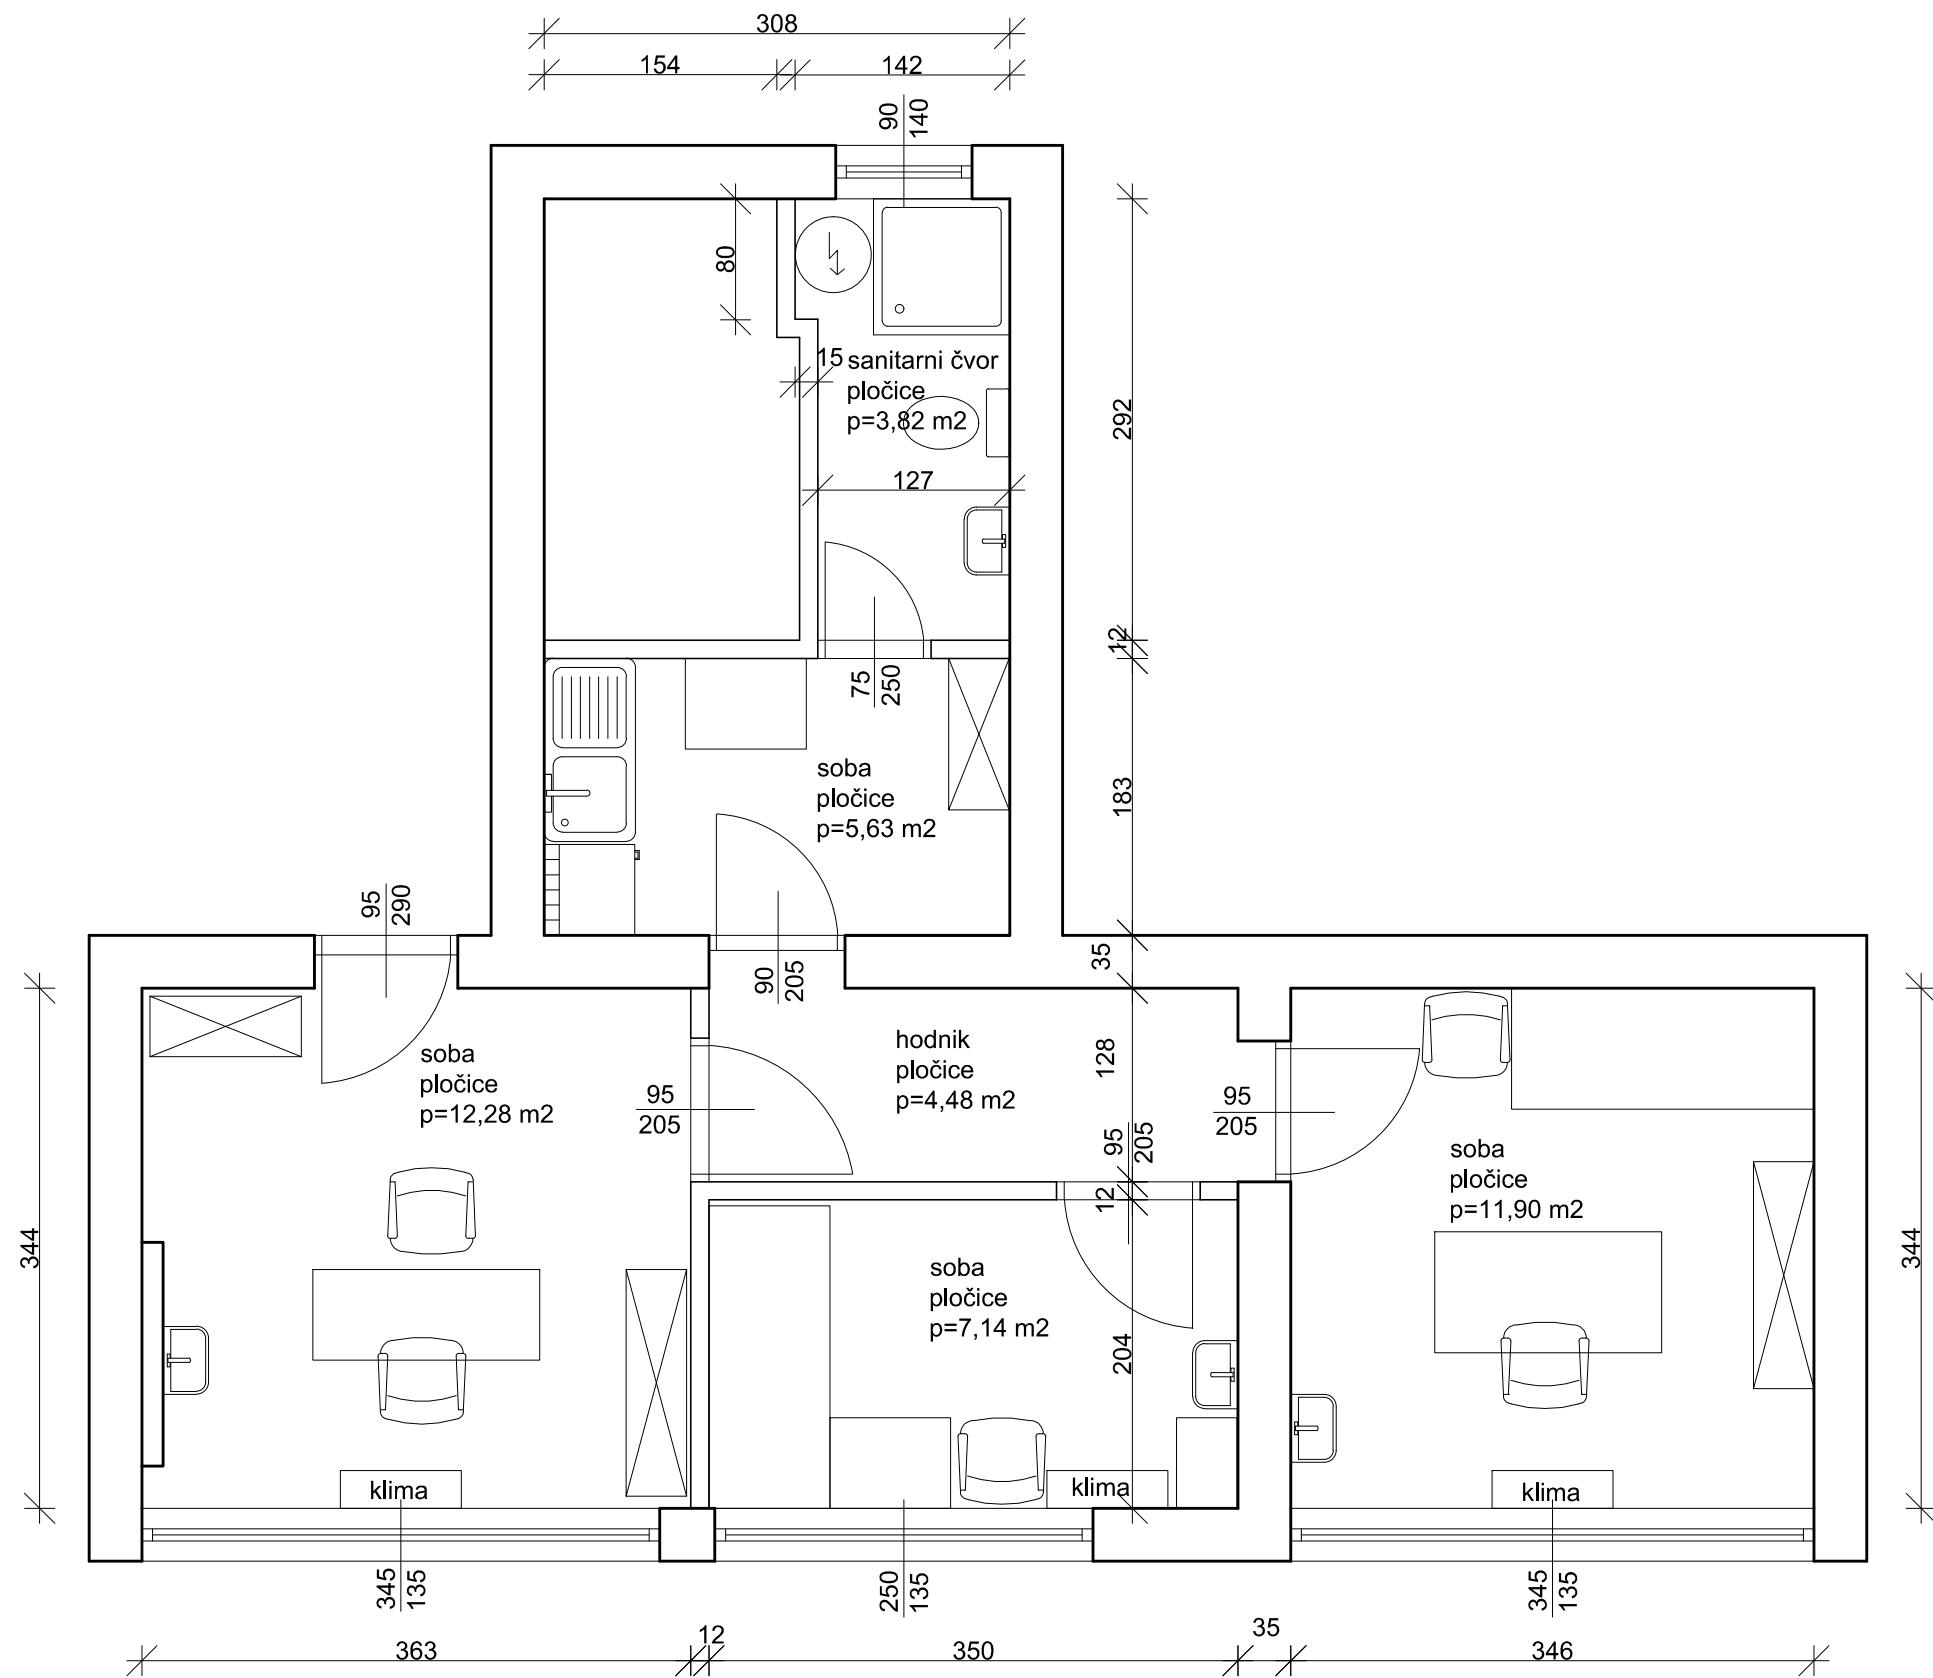 308
154
142
90
140
80
15
sanitarni čvor
pločice
p=3,82 m2
292
127
12
75
250
soba
pločice
p=5,63 m2
183
95
290
90
205
35
soba
pločice
p=12,28 m2
95
205
hodnik
pločice
p=4,48 m2
128
95
205
95
205
12
soba
pločice
p=11,90 m2
344
344
soba
pločice
p=7,14 m2
204
klima
klima
klima
345
135
250
135
345
135
363
12
350
35
346